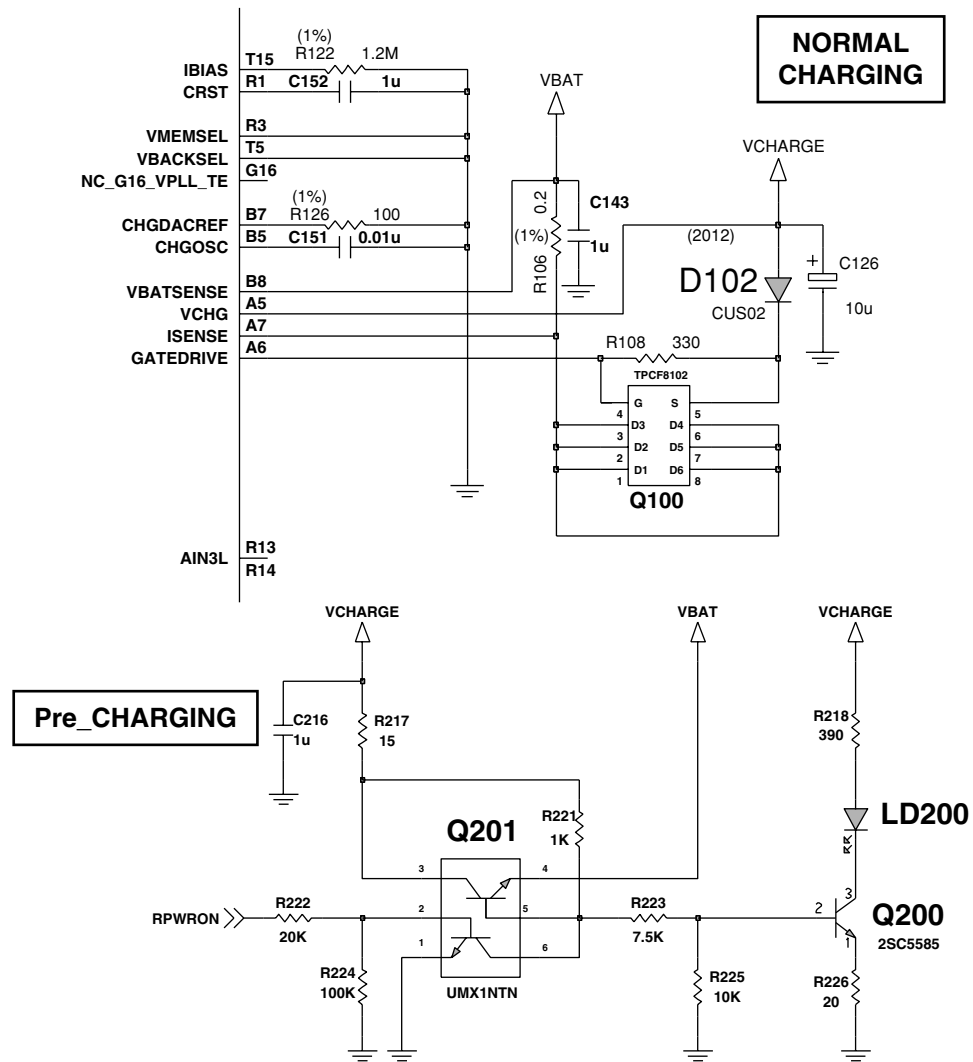 NORMAL
CHARGING
(1%)
IBIAS T15 R122 1.2M
CRST R1 C152 1u
VBAT
VMEMSEL R3
VBACKSEL T5
NC_G16_VPLL_TE G16
VCHARGE
(1%)
CHGDACREF B7 R126 100
CHGOSC B5 C151 0.01u
0.2
(1%)
R106
C143
1u
(2012)
D102
CUS02
+
C126
10u
VBATSENSE B8
VCHG A5
ISENSE A7
GATEDRIVE A6
R108 330
TPCF8102
G S
4 5
D3 D4
3 6
D2 D5
2 7
D1 D6
1 8
Q100
AIN3L R13
R14
VCHARGE
VBAT
VCHARGE
Pre_CHARGING
C216
1u
R217
15
R218
390
R221
1K
LD200
Q201
3 4
2 5
1 6
UMX1NTN
RPWRON
R222
20K
R224
100K
R223
7.5K
R225
10K
2
3
1
Q200
2SC5585
R226
20